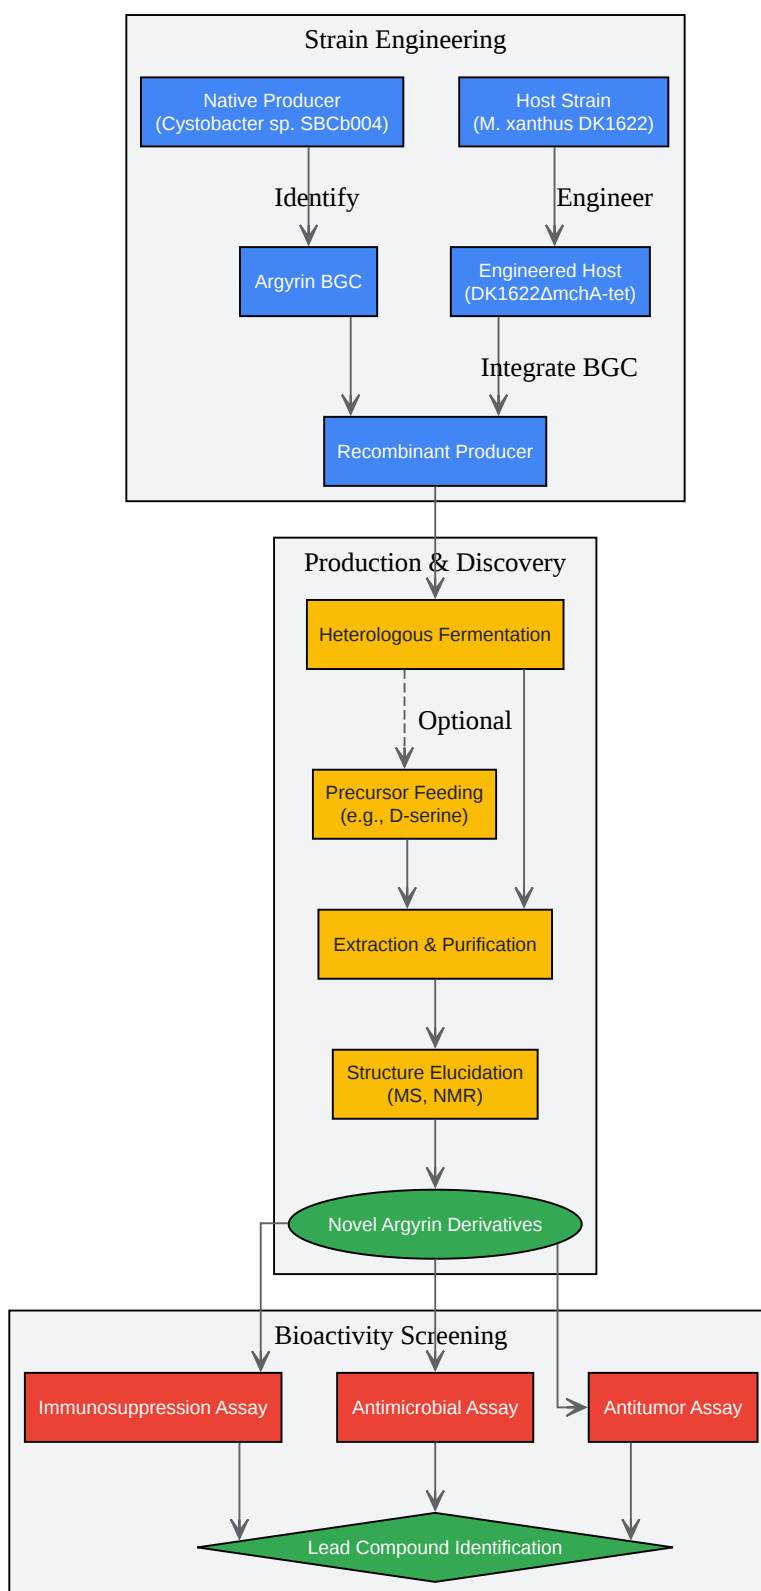 Strain Engineering
Native Producer
(Cystobacter sp. SBCb004)
Host Strain
(M. xanthus DK1622)
Identify
Engineer
Argyrin BGC
Engineered Host
(DK1622ΔmchA-tet)
Integrate BGC
Recombinant Producer
Production & Discovery
Heterologous Fermentation
Optional
Precursor Feeding
(e.g., D-serine)
Extraction & Purification
Structure Elucidation
(MS, NMR)
Novel Argyrin Derivatives
Bioactivity Screening
Immunosuppression Assay
Antimicrobial Assay
Antitumor Assay
Lead Compound Identification